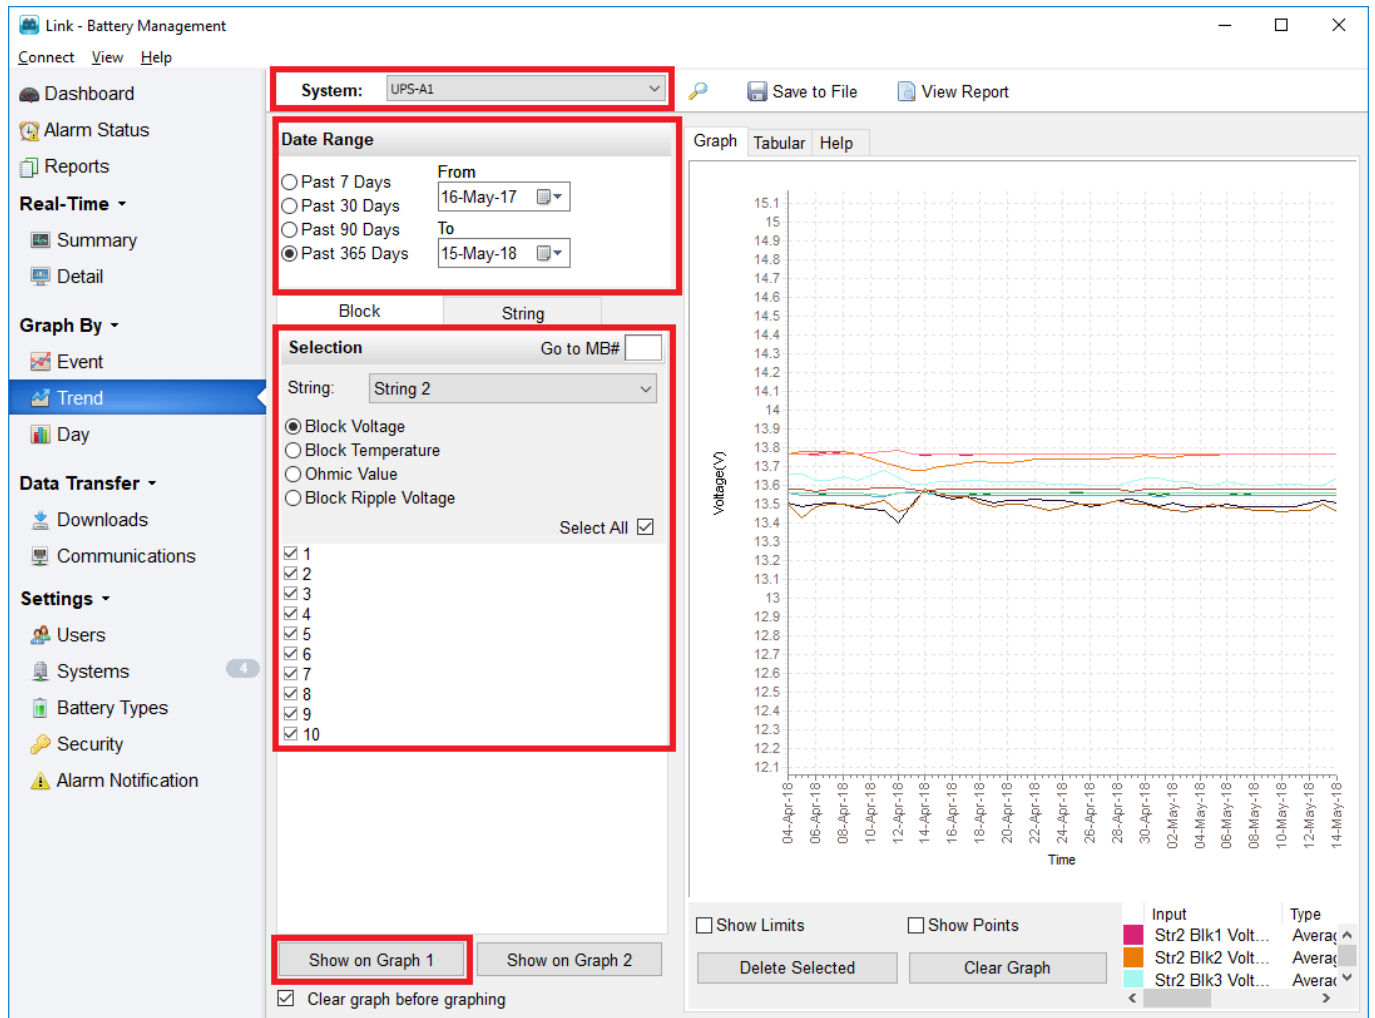 Link - Battery Management
Connect View Help
Dashboard
Alarm Status
Reports
Real-Time
Summary
Detail
Graph By
Event
Trend
Day
Data Transfer
Downloads
Communications
Settings
Users
Systems 4
Battery Types
Security
Alarm Notification
System: UPS-A1
Save to File View Report
Date Range
Past 7 Days
Past 30 Days
Past 90 Days
Past 365 Days
From
16-May-17
To
15-May-18
Block String
Selection Go to MB#
String: String 2
Block Voltage
Block Temperature
Ohmic Value
Block Ripple Voltage
Select All
1
2
3
4
5
6
7
8
9
10
Show on Graph 1 Show on Graph 2
Clear graph before graphing
Graph Tabular Help
15.1
15
14.9
14.8
14.7
14.6
14.5
14.4
14.3
14.2
14.1
14
13.9
13.8
13.7
13.6
13.5
13.4
13.3
13.2
13.1
13
12.9
12.8
12.7
12.6
12.5
12.4
12.3
12.2
12.1
Voltage(V)
04-Apr-18
06-Apr-18
08-Apr-18
10-Apr-18
12-Apr-18
14-Apr-18
16-Apr-18
18-Apr-18
20-Apr-18
22-Apr-18
24-Apr-18
26-Apr-18
28-Apr-18
30-Apr-18
02-May-18
04-May-18
06-May-18
08-May-18
10-May-18
12-May-18
14-May-18
Time
Show Limits Show Points
Delete Selected Clear Graph
Input Type
Str2 Blk1 Volt... Averag
Str2 Blk2 Volt... Averag
Str2 Blk3 Volt... Averac